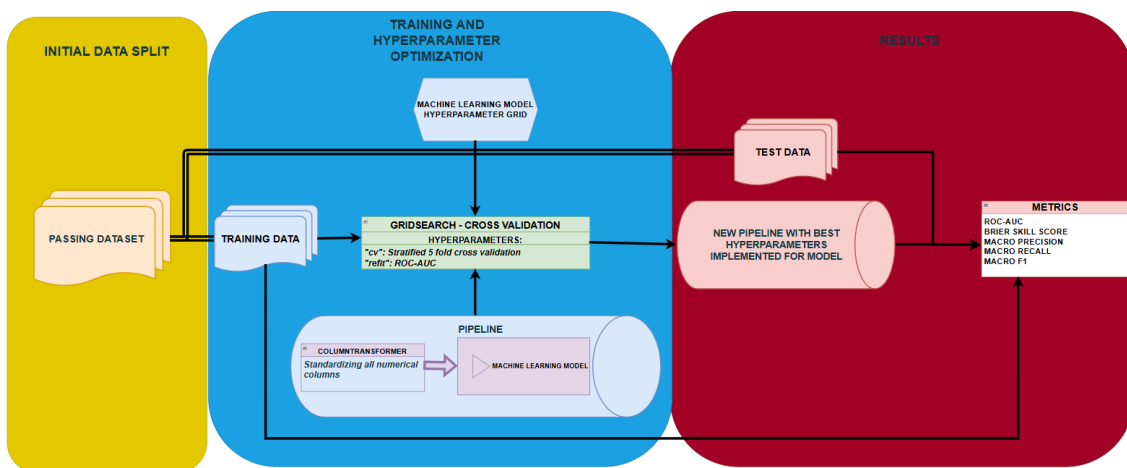 INITIAL DATA SPLIT
TRAINING AND
HYPERPARAMETER
OPTIMIZATION
RESULTS
MACHINE LEARNING MODEL
HYPERPARAMETER GRID
TEST DATA
PASSING DATASET
TRAINING DATA
GRIDSEARCH - CROSS VALIDATION
HYPERPARAMETERS:
"cv": Stratified 5 fold cross validation
"refit": ROC-AUC
NEW PIPELINE WITH BEST
HYPERPARAMETERS
IMPLEMENTED FOR MODEL
METRICS
ROC-AUC
BRIER SKILL SCORE
MACRO PRECISION
MACRO RECALL
MACRO F1
PIPELINE
COLUMNTRANSFORMER
Standardizing all numerical
columns
MACHINE LEARNING MODEL